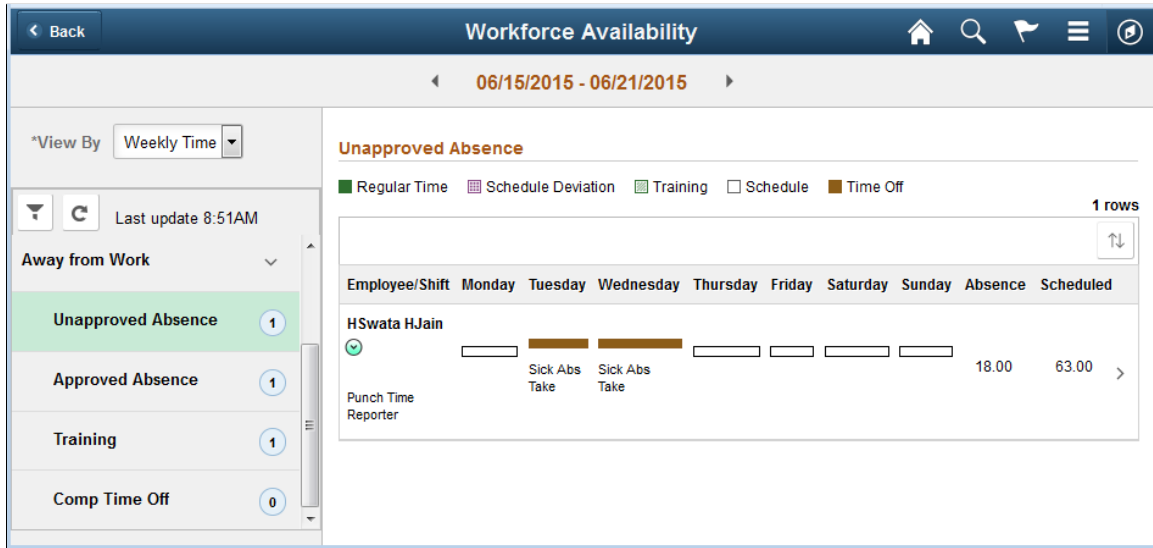 Back
Workforce Availability
06/15/2015 - 06/21/2015
*View By Weekly Time
Last update 8:51AM
Away from Work
Unapproved Absence 1
Approved Absence 1
Training 1
Comp Time Off 0
Unapproved Absence
Regular Time Schedule Deviation Training Schedule Time Off
1 rows
Employee/Shift Monday Tuesday Wednesday Thursday Friday Saturday Sunday Absence Scheduled
HSwata HJain
Sick Abs Sick Abs 18.00 63.00
Take Take
Punch Time
Reporter